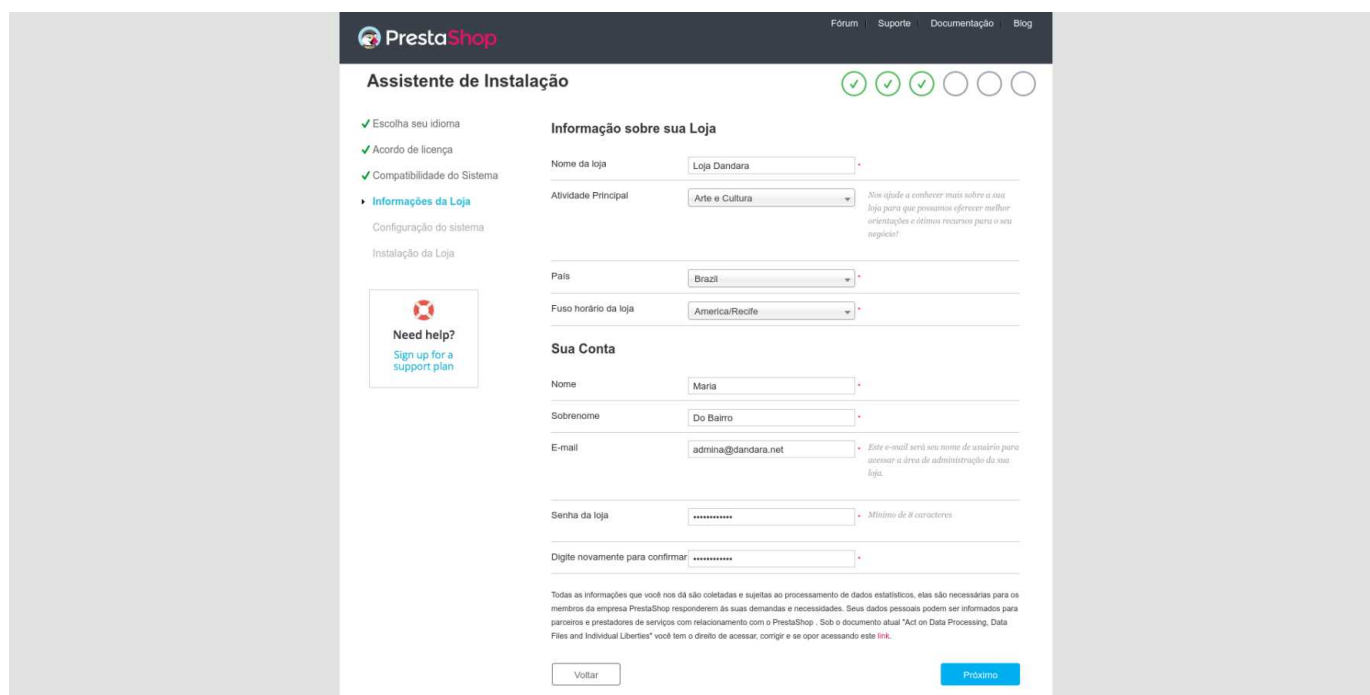 PrestaShop
Fórum Suporte Documentação Blog
Assistente de Instalação
Escolha seu idioma
Acordo de licença
Compatibilidade do Sistema
Informações da Loja
Configuração do sistema
Instalação da Loja
Need help?
Sign up for a
support plan
Informação sobre sua Loja
Nome da loja Loja Dandara *
Atividade Principal Arte e Cultura
Nos ajude a conhecer mais sobre a sua
loja para que possamos oferecer melhor
orientações e ótimos recursos para o seu
negócio!
País Brazil *
Fuso horário da loja America/Recife *
Sua Conta
Nome Maria *
Sobrenome Do Bairro *
E-mail admina@dandara.net *
Este e-mail será seu nome de usuário para
acessar a área de administração da sua
loja.
Senha da loja •••••••••••• * Mínimo de 8 caracteres
Digite novamente para confirmar •••••••••••• *
Todas as informações que você nos dá são coletadas e sujeitas ao processamento de dados estatísticos, elas são necessárias para os
membros da empresa PrestaShop responderem às suas demandas e necessidades. Seus dados pessoais podem ser informados para
parceiros e prestadores de serviços com relacionamento com o PrestaShop . Sob o documento atual "Act on Data Processing, Data
Files and Individual Liberties" você tem o direito de acessar, corrigir e se opor acessando este link.
Voltar
Próximo